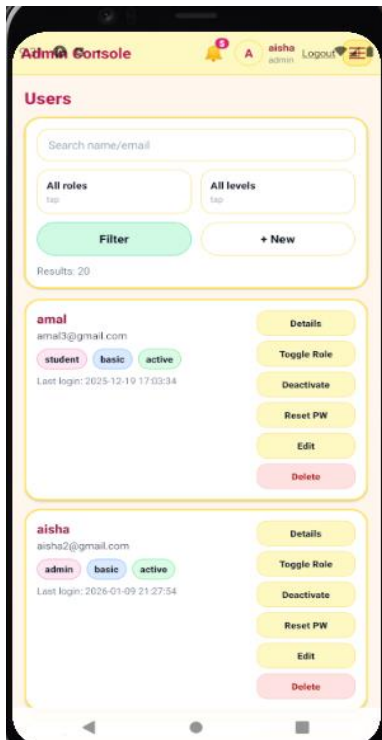 Admin Console
5
A
aisha
admin
Logout
Users
Search name/email
All roles
tap
All levels
tap
Filter
+ New
Results: 20
amal
amal3@gmail.com
student
basic
active
Last login: 2025-12-19 17:03:34
Details
Toggle Role
Deactivate
Reset PW
Edit
Delete
aisha
aisha2@gmail.com
admin
basic
active
Last login: 2026-01-09 21:27:54
Details
Toggle Role
Deactivate
Reset PW
Edit
Delete